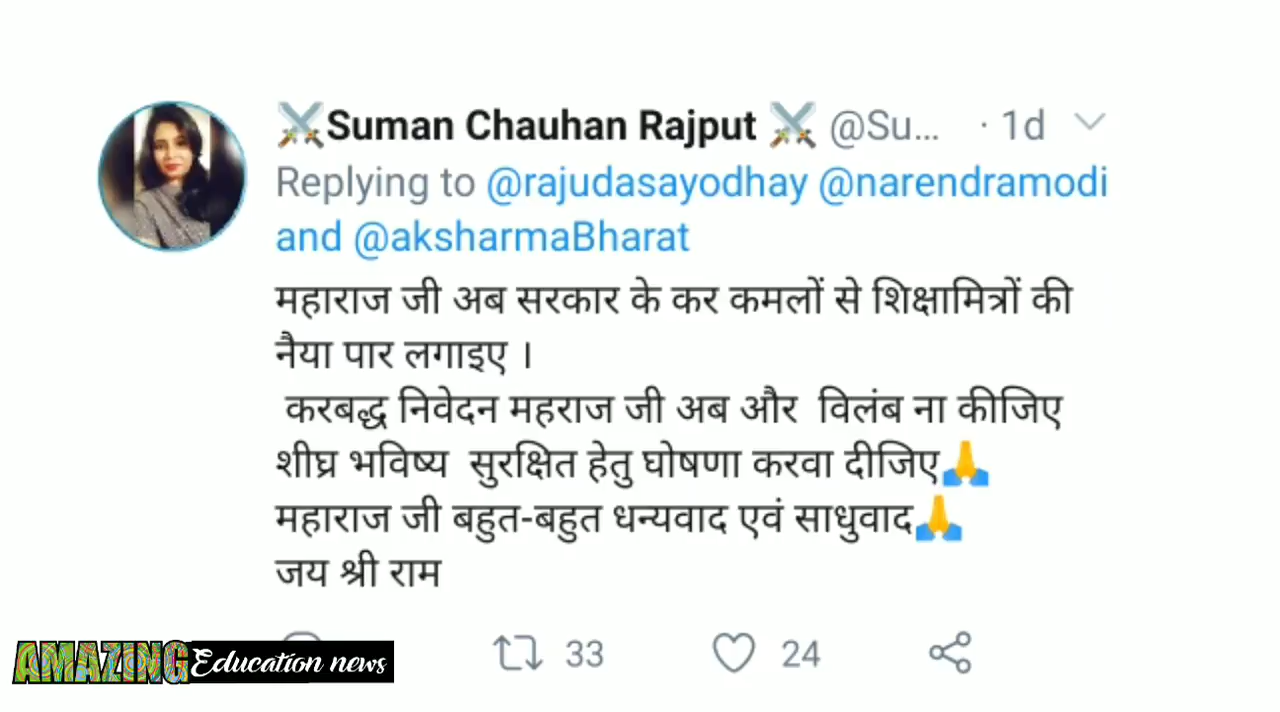 ⚔️Suman Chauhan Rajput ⚔️ @Su... · 1d
Replying to @rajudasayodhay @narendramodi
and @aksharmaBharat
महाराज जी अब सरकार के कर कमलों से शिक्षामित्रों की
नैया पार लगाइए ।
करबद्ध निवेदन महराज जी अब और विलंब ना कीजिए
शीघ्र भविष्य सुरक्षित हेतु घोषणा करवा दीजिए🙏
महाराज जी बहुत-बहुत धन्यवाद एवं साधुवाद🙏
जय श्री राम
33 24
AMAZING Education news